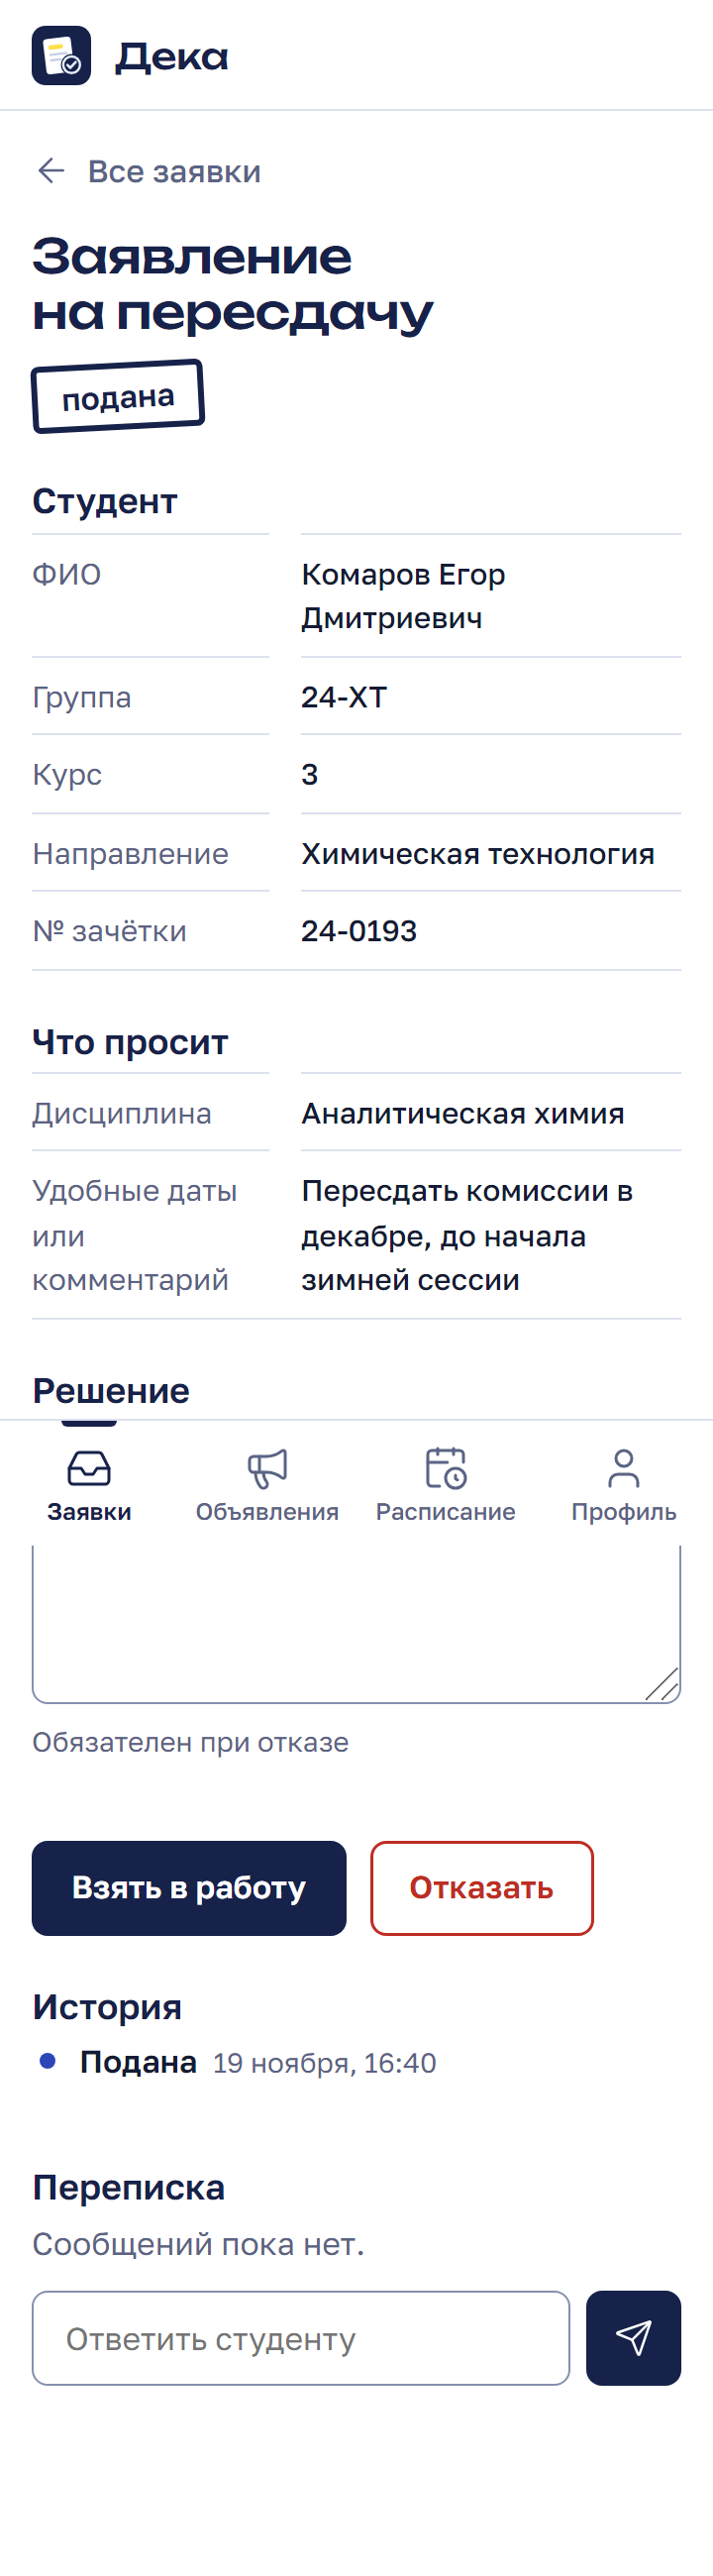 Дека
Все заявки
Заявление
на пересдачу
подана
Студент
ФИО
Комаров Егор
Дмитриевич
Группа
24-ХТ
Курс
3
Направление
Химическая технология
№ зачётки
24-0193
Что просит
Дисциплина
Аналитическая химия
Удобные даты
или
комментарий
Пересдать комиссии в
декабре, до начала
зимней сессии
Решение
Заявки
Объявления
Расписание
Профиль
Обязателен при отказе
Взять в работу
Отказать
История
Подана 19 ноября, 16:40
Переписка
Сообщений пока нет.
Ответить студенту